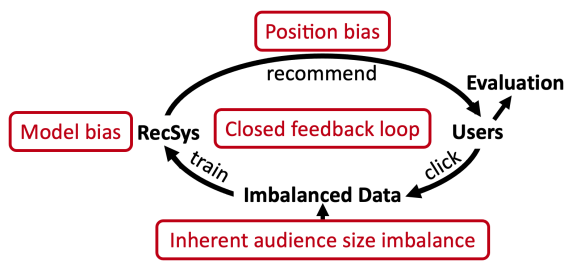 Position bias
recommend
Evaluation
Model bias
RecSys
Closed feedback loop
Users
train
click
Imbalanced Data
Inherent audience size imbalance